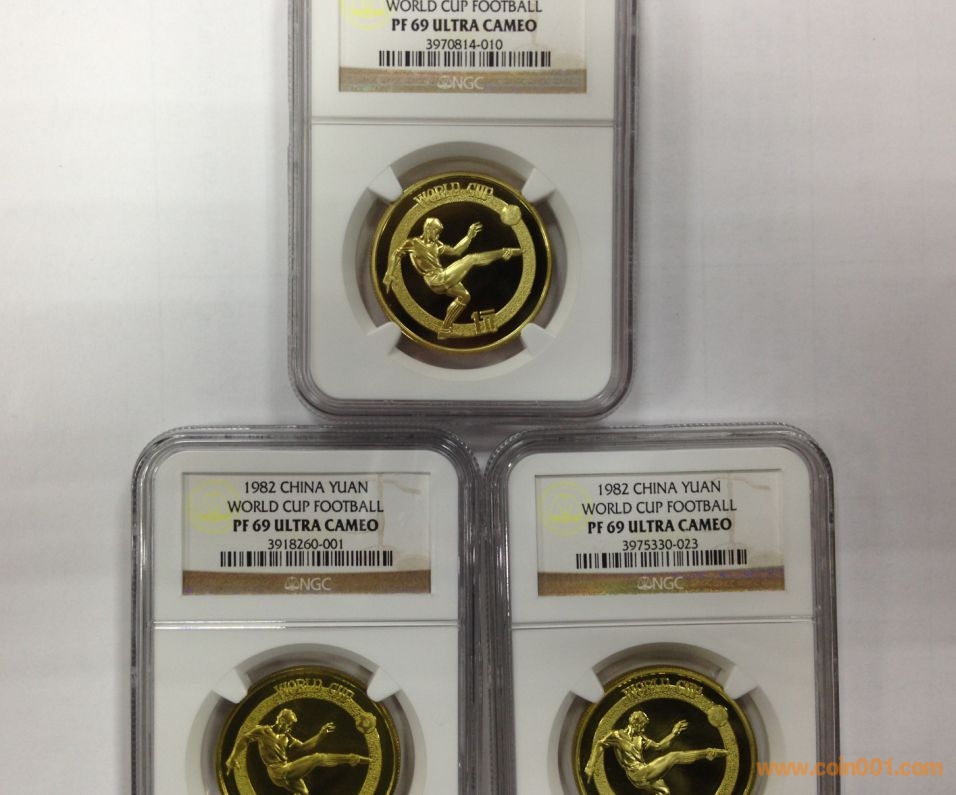 WORLD CUP FOOTBALL
PF 69 ULTRA CAMEO
3970814-010
NGC
WORLD CUP
1元
1982 CHINA YUAN
WORLD CUP FOOTBALL
PF 69 ULTRA CAMEO
3918260-001
NGC
WORLD CUP
1982 CHINA YUAN
WORLD CUP FOOTBALL
PF 69 ULTRA CAMEO
3975330-023
NGC
WORLD CUP
www.coin001.com